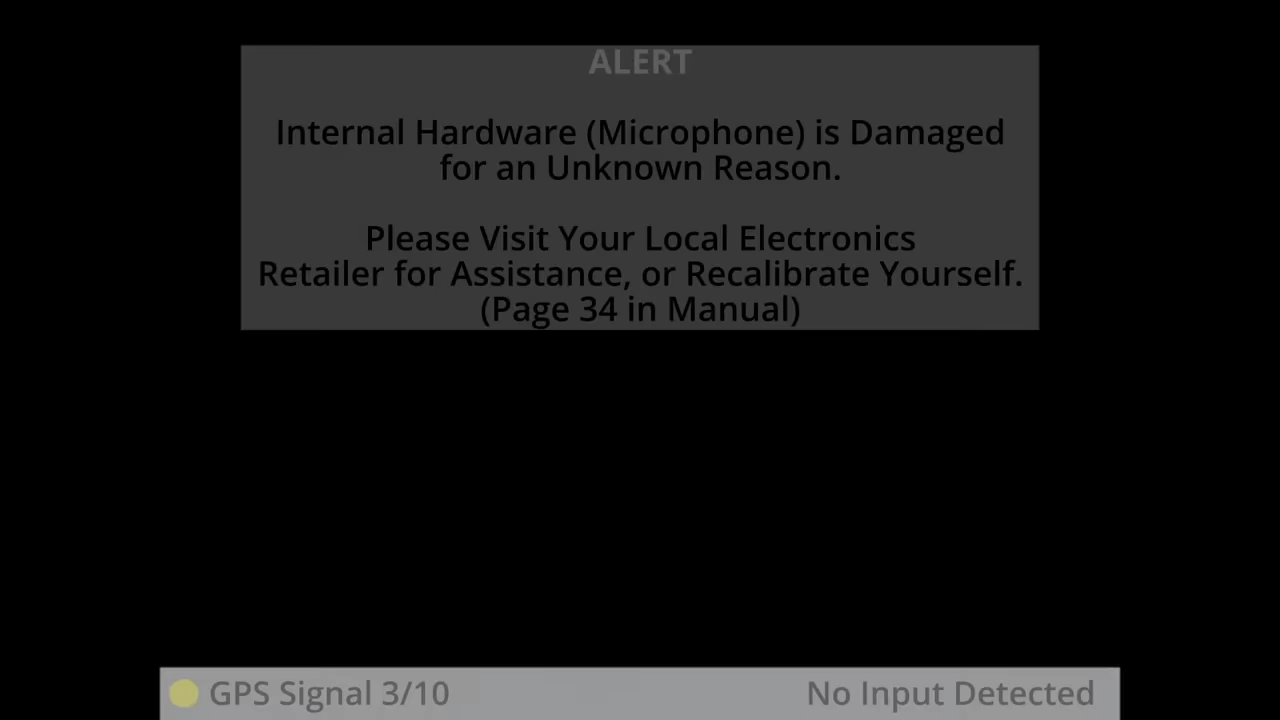 ALERT
Internal Hardware (Microphone) is Damaged
for an Unknown Reason.
Please Visit Your Local Electronics
Retailer for Assistance, or Recalibrate Yourself.
(Page 34 in Manual)
GPS Signal 3/10
No Input Detected